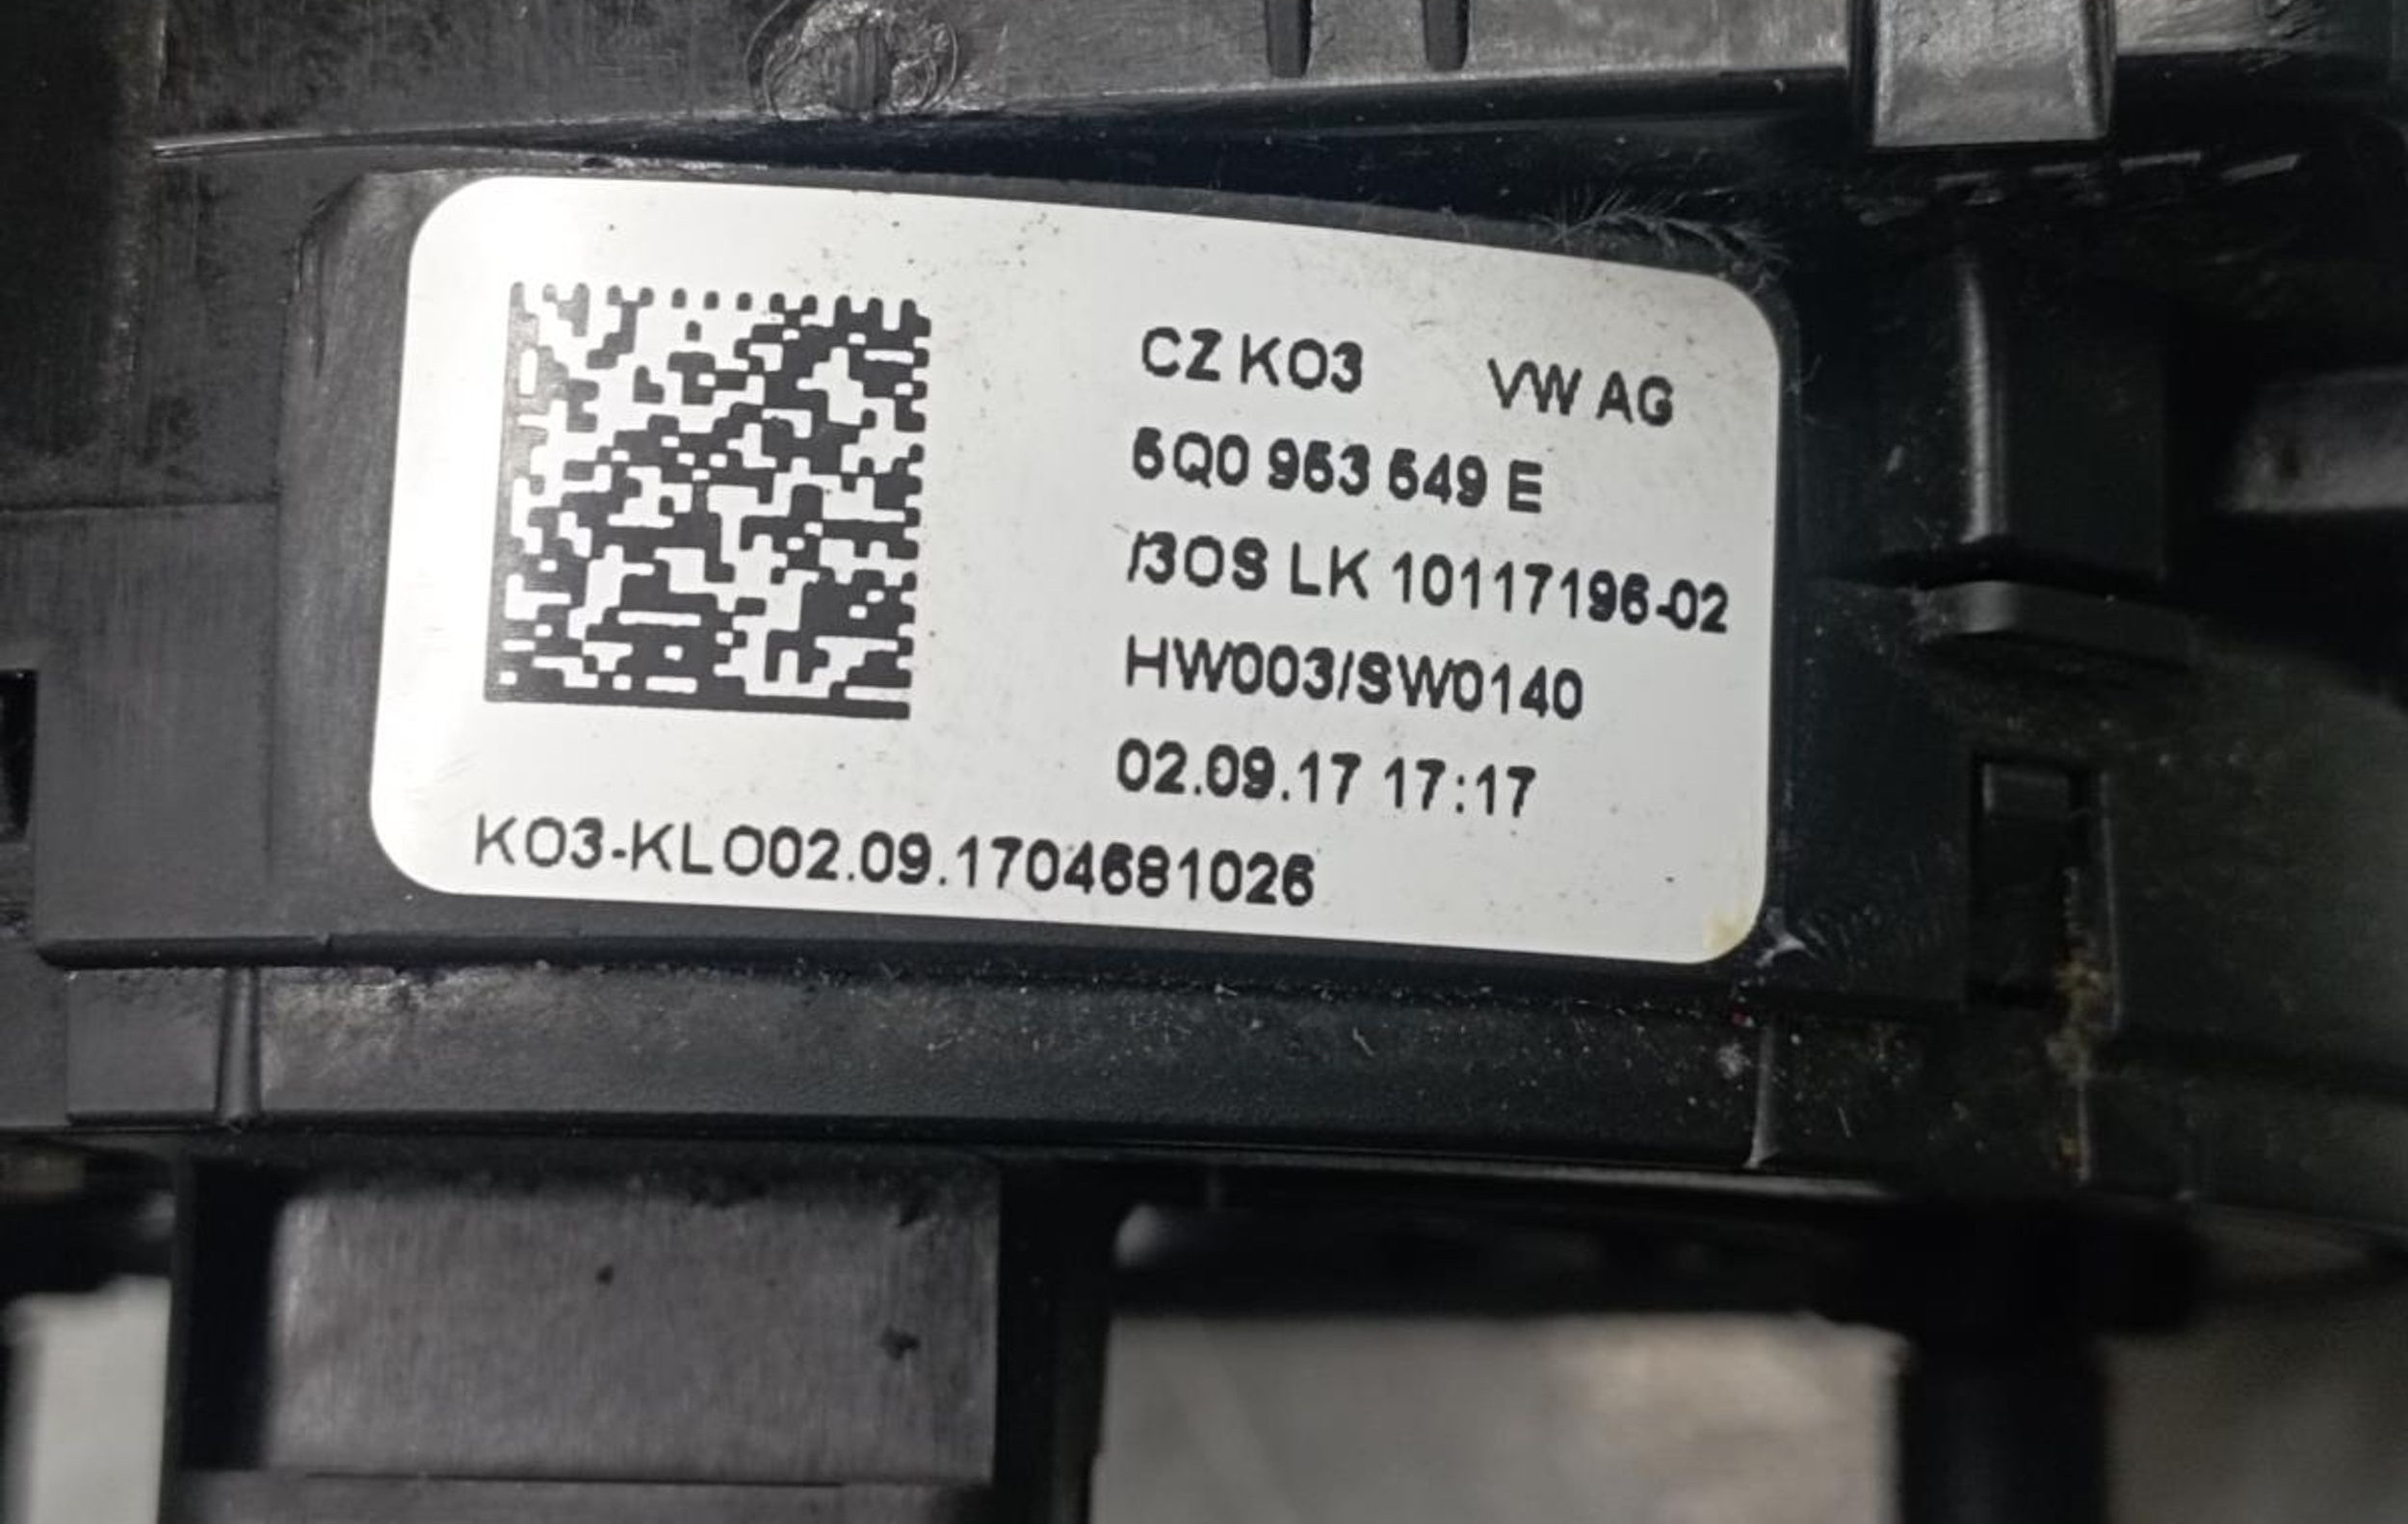 CZ KO3 VW AG
5Q0 953 549 E
/3OS LK 10117196-02
HW003/SW0140
02.09.17 17:17
KO3-KLO02.09.1704681026